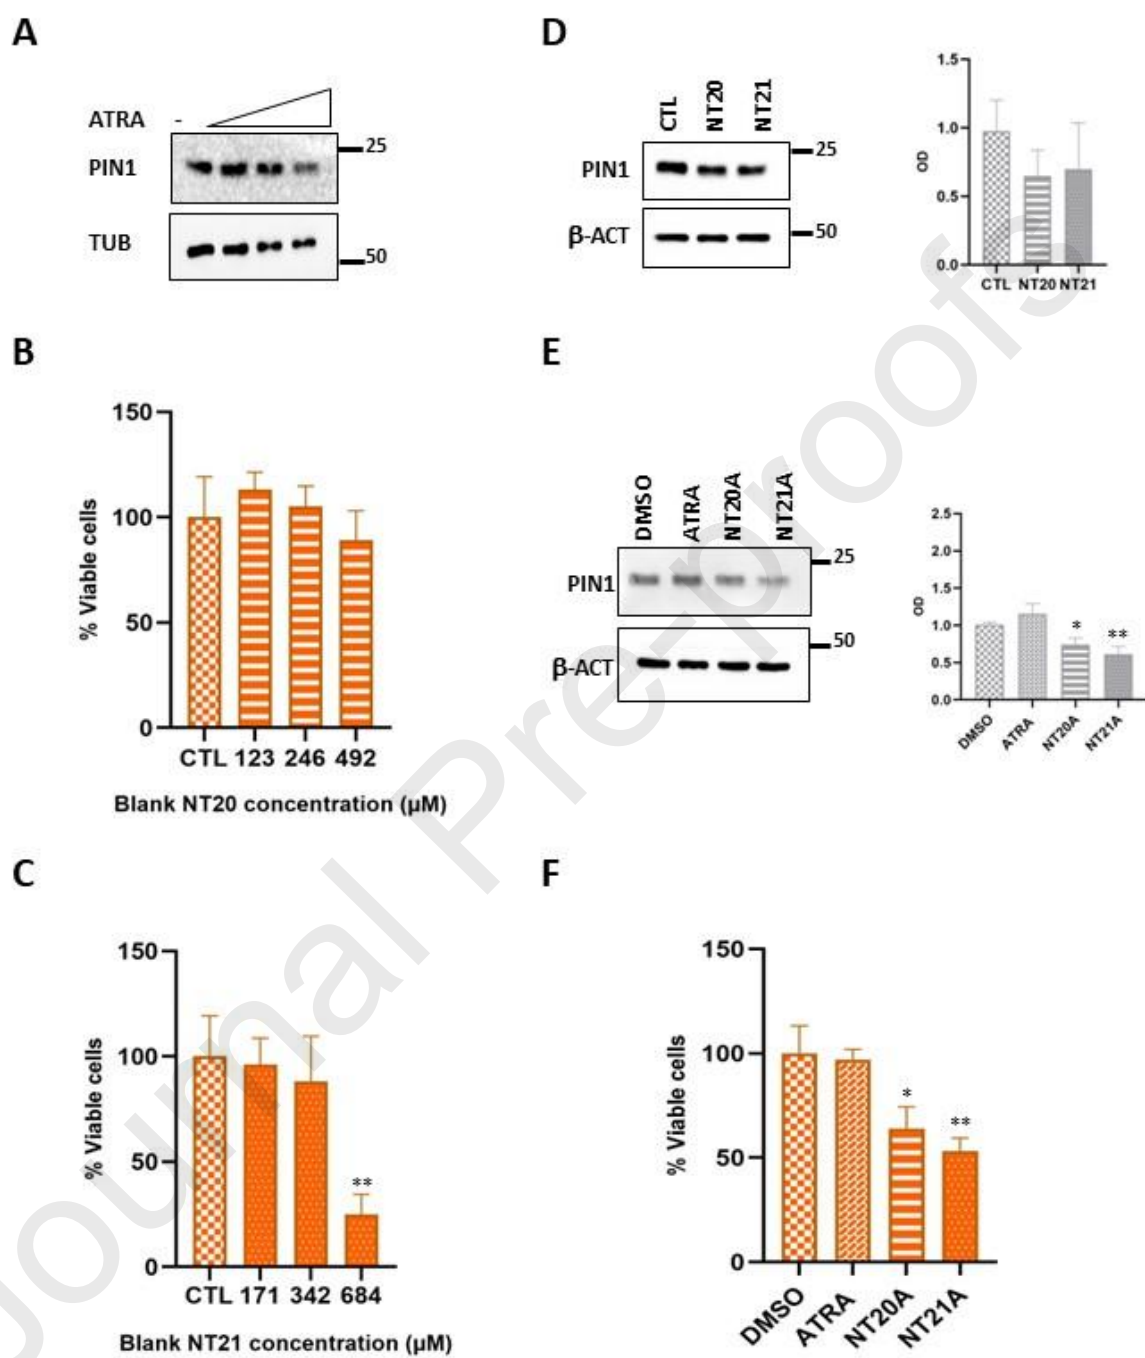 A
ATRA -
PIN1
25
TUB
50
B
150
100
50
0
% Viable cells
CTL 123 246 492
Blank NT20 concentration (µM)
C
150
100
50
0
% Viable cells
**
CTL 171 342 684
Blank NT21 concentration (µM)
D
CTL NT20 NT21
PIN1
25
β-ACT
50
1.5
1.0
0.5
0.0
OD
CTL NT20 NT21
E
DMSO ATRA NT20A NT21A
PIN1
25
β-ACT
50
2.5
2.0
1.5
1.0
0.5
0.0
OD
* **
DMSO ATRA NT20A NT21A
F
150
100
50
0
% Viable cells
* **
DMSO ATRA NT20A NT21A
Journal Pre-proofs